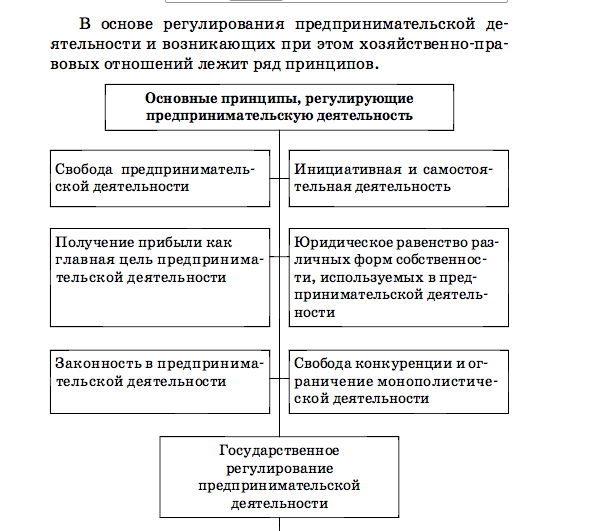 В основе регулирования предпринимательской де-
ятельности и возникающих при этом хозяйственно-пра-
вовых отношений лежит ряд принципов.
Основные принципы, регулирующие
предпринимательскую деятельность
Свобода предприниматель-
ской деятельности
Инициативная и самостоя-
тельная деятельность
Получение прибыли как
главная цель предпринима-
тельской деятельности
Юридическое равенство раз-
личных форм собственнос-
ти, используемых в пред-
принимательской деятель-
ности
Законность в предпринима-
тельской деятельности
Свобода конкуренции и ог-
раничение монополистиче-
ской деятельности
Государственное
регулирование
предпринимательской
деятельности